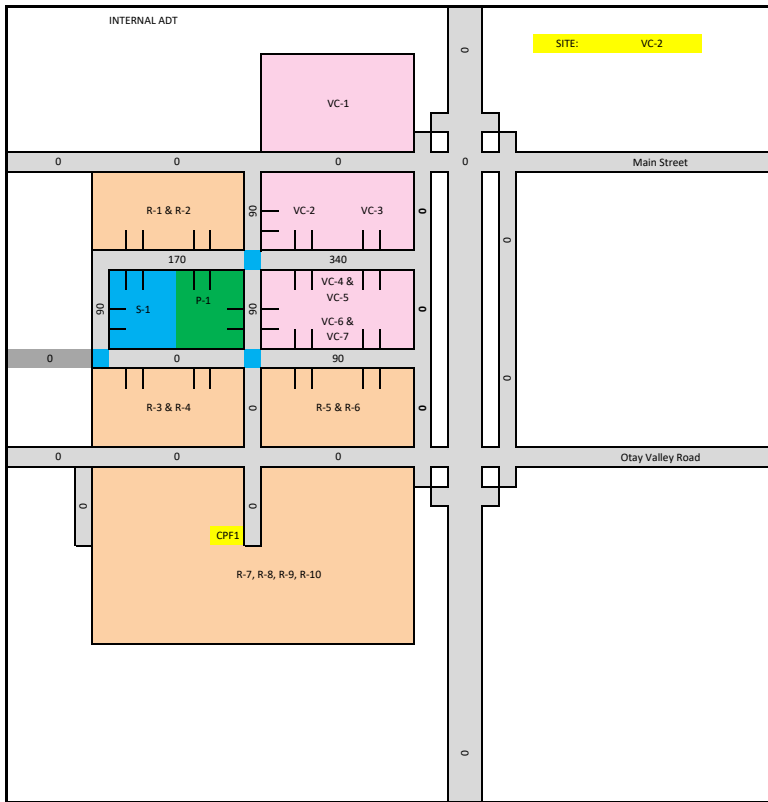 INTERNAL ADT
SITE: VC-2
0
VC-1
0 0 0 0 Main Street
R-1 & R-2
90
VC-2 VC-3
0
0
170 340
90
S-1
P-1
90
VC-4 &
VC-5
VC-6 &
VC-7
0
0 0 90
0
R-3 & R-4
0
R-5 & R-6
0
0 0 0 Otay Valley Road
0
0
CPF1
R-7, R-8, R-9, R-10
0